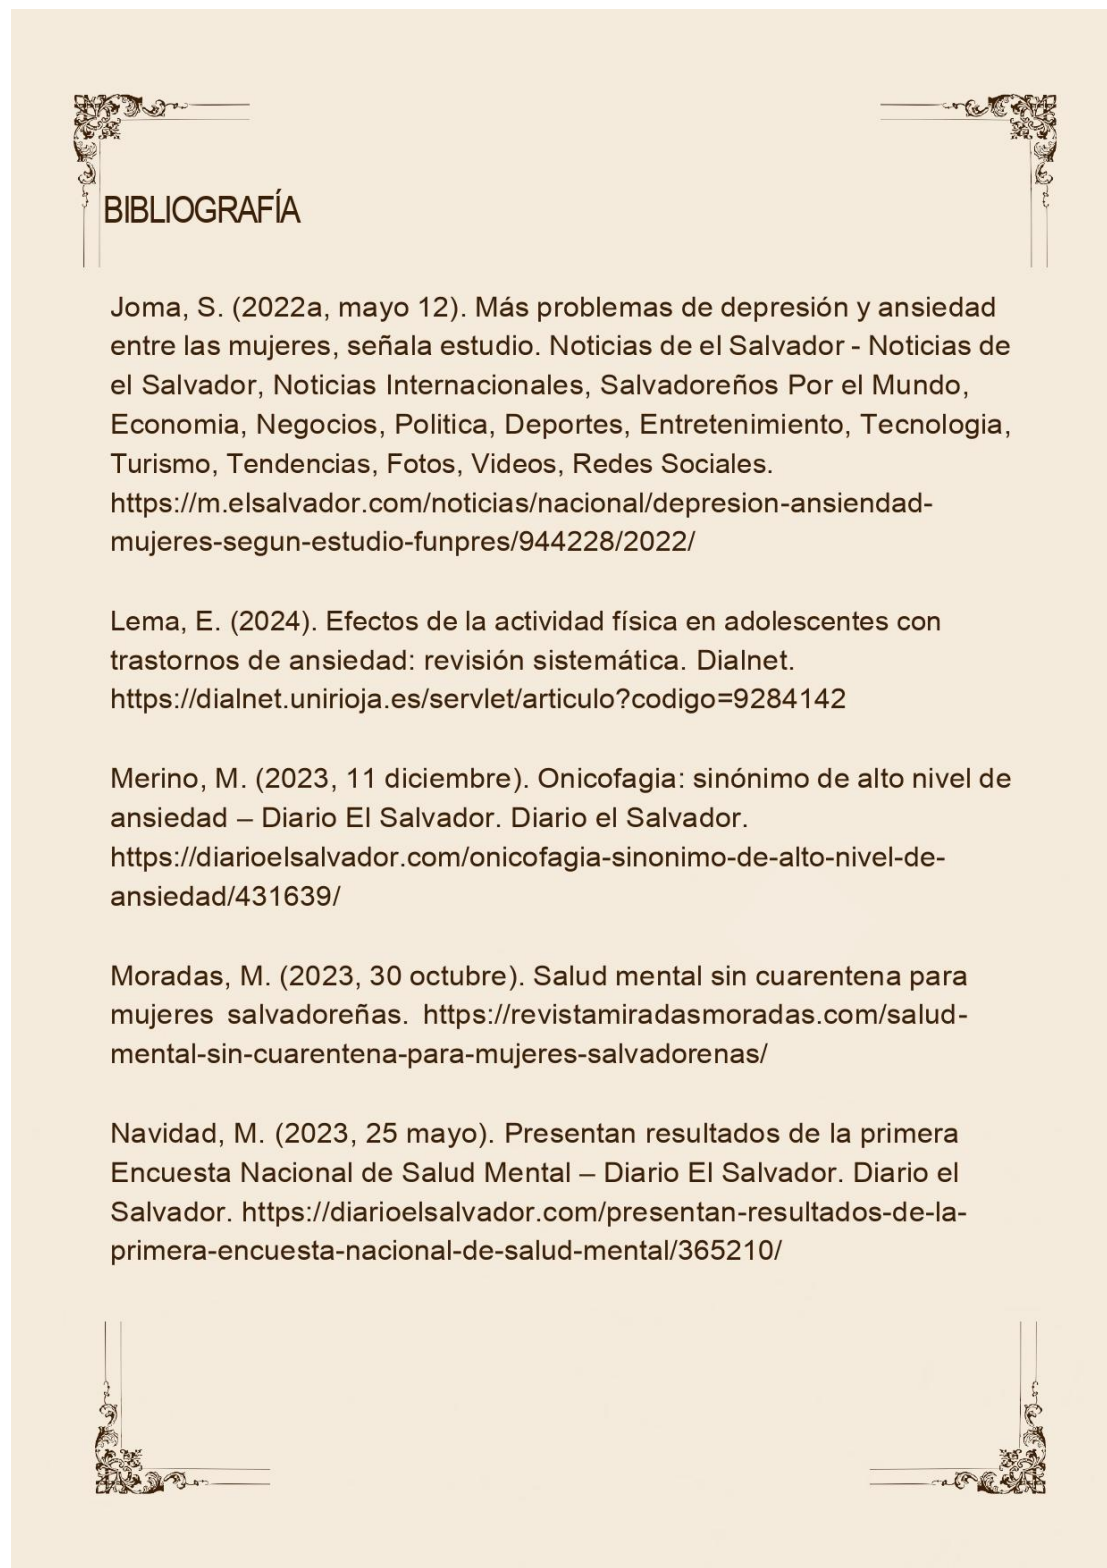 BIBLIOGRAFÍA
Joma, S. (2022a, mayo 12). Más problemas de depresión y ansiedad
entre las mujeres, señala estudio. Noticias de el Salvador - Noticias de
el Salvador, Noticias Internacionales, Salvadoreños Por el Mundo,
Economia, Negocios, Politica, Deportes, Entretenimiento, Tecnologia,
Turismo, Tendencias, Fotos, Videos, Redes Sociales.
https://m.elsalvador.com/noticias/nacional/depresion-ansiendad-
mujeres-segun-estudio-funpres/944228/2022/
Lema, E. (2024). Efectos de la actividad física en adolescentes con
trastornos de ansiedad: revisión sistemática. Dialnet.
https://dialnet.unirioja.es/servlet/articulo?codigo=9284142
Merino, M. (2023, 11 diciembre). Onicofagia: sinónimo de alto nivel de
ansiedad – Diario El Salvador. Diario el Salvador.
https://diarioelsalvador.com/onicofagia-sinonimo-de-alto-nivel-de-
ansiedad/431639/
Moradas, M. (2023, 30 octubre). Salud mental sin cuarentena para
mujeres salvadoreñas. https://revistamiradasmoradas.com/salud-
mental-sin-cuarentena-para-mujeres-salvadorenas/
Navidad, M. (2023, 25 mayo). Presentan resultados de la primera
Encuesta Nacional de Salud Mental – Diario El Salvador. Diario el
Salvador. https://diarioelsalvador.com/presentan-resultados-de-la-
primera-encuesta-nacional-de-salud-mental/365210/